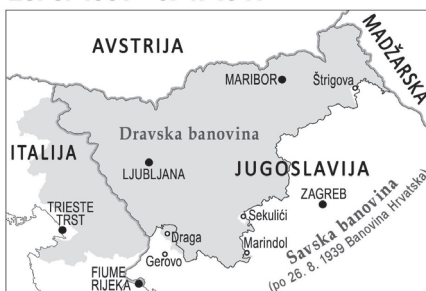 AVSTRIJA
MADŽARSKA
MARIBOR
Štrigova
Dravska banovina
ITALIJA
JUGOSLAVIJA
LJUBLJANA
ZAGREB
TRIESTE
TRST
Sekulići
Savska banovina
(po 26. 8. 1939 Banovina Hrvatska)
Draga
Marindol
Gerovo
FIUME
RIJEKA